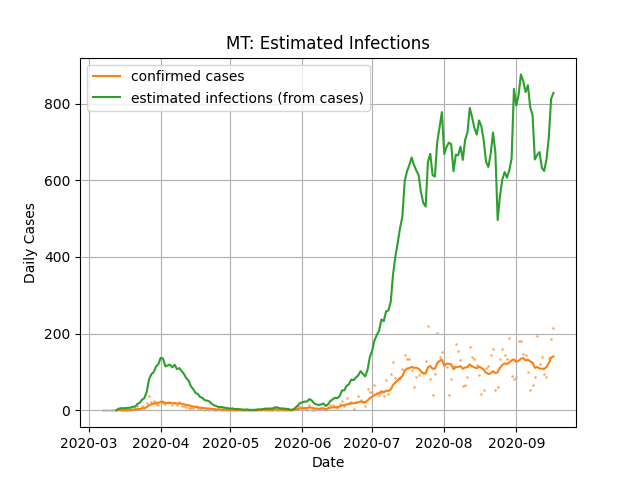 MT: Estimated Infections
confirmed cases
estimated infections (from cases)
Daily Cases
800
600
400
200
0
2020-03 2020-04 2020-05 2020-06 2020-07 2020-08 2020-09
Date